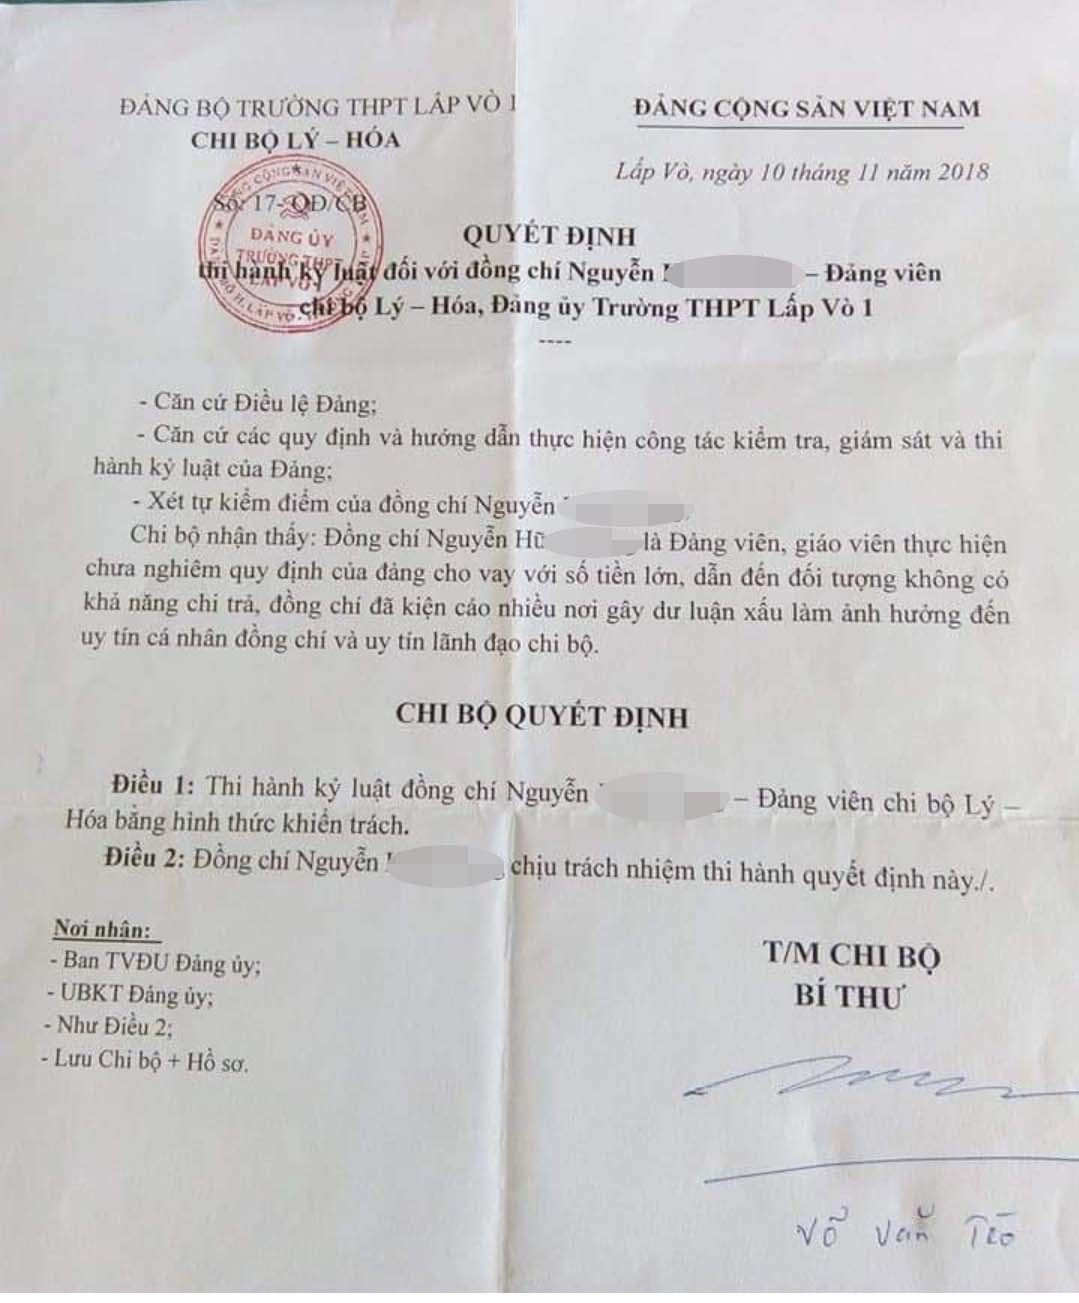 ĐẢNG BỘ TRƯỜNG THPT LẤP VÒ 1
CHI BỘ LÝ – HÓA
ĐẢNG CỘNG SẢN VIỆT NAM
Lấp Vò, ngày 10 tháng 11 năm 2018
Số: 17- QĐ/CB
ĐẢNG ỦY
TRƯỜNG THPT
LẤP VÒ 1
QUYẾT ĐỊNH
thi hành kỷ luật đối với đồng chí Nguyễn – Đảng viên
chi bộ Lý – Hóa, Đảng ủy Trường THPT Lấp Vò 1
----
- Căn cứ Điều lệ Đảng;
- Căn cứ các quy định và hướng dẫn thực hiện công tác kiểm tra, giám sát và thi
hành kỷ luật của Đảng;
- Xét tự kiểm điểm của đồng chí Nguyễn
Chi bộ nhận thấy: Đồng chí Nguyễn là Đảng viên, giáo viên thực hiện
chưa nghiêm quy định của đảng cho vay với số tiền lớn, dẫn đến đối tượng không có
khả năng chi trả, đồng chí đã kiện cáo nhiều nơi gây dư luận xấu làm ảnh hưởng đến
uy tín cá nhân đồng chí và uy tín lãnh đạo chi bộ.
CHI BỘ QUYẾT ĐỊNH
Điều 1: Thi hành kỷ luật đồng chí Nguyễn – Đảng viên chi bộ Lý –
Hóa bằng hình thức khiển trách.
Điều 2: Đồng chí Nguyễn chịu trách nhiệm thi hành quyết định này./.
Nơi nhận:
- Ban TVĐU Đảng ủy;
- UBKT Đảng ủy;
- Như Điều 2;
- Lưu Chi bộ + Hồ sơ.
T/M CHI BỘ
BÍ THƯ
Võ Văn